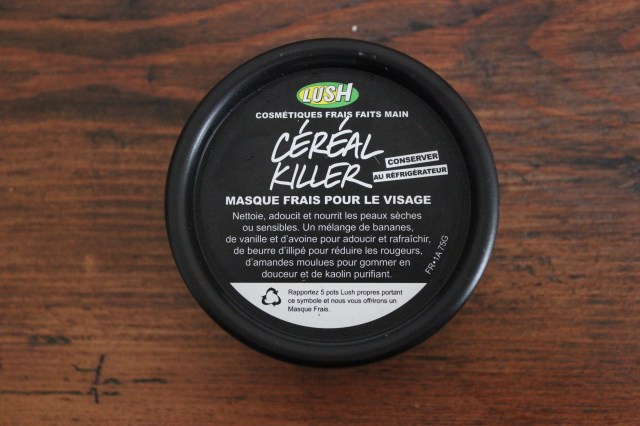 LUSH
COSMÉTIQUES FRAIS FAITS MAIN
CÉRÉAL
KILLER
CONSERVER
AU RÉFRIGÉRATEUR
MASQUE FRAIS POUR LE VISAGE
Nettoie, adoucit et nourrit les peaux sèches
ou sensibles. Un mélange de bananes,
de vanille et d'avoine pour adoucir et rafraîchir,
de beurre d'illipé pour réduire les rougeurs,
d'amandes moulues pour gommer en
douceur et de kaolin purifiant.
FR•1A 75G
Rapportez 5 pots Lush propres portant
ce symbole et nous vous offrirons un
Masque Frais.